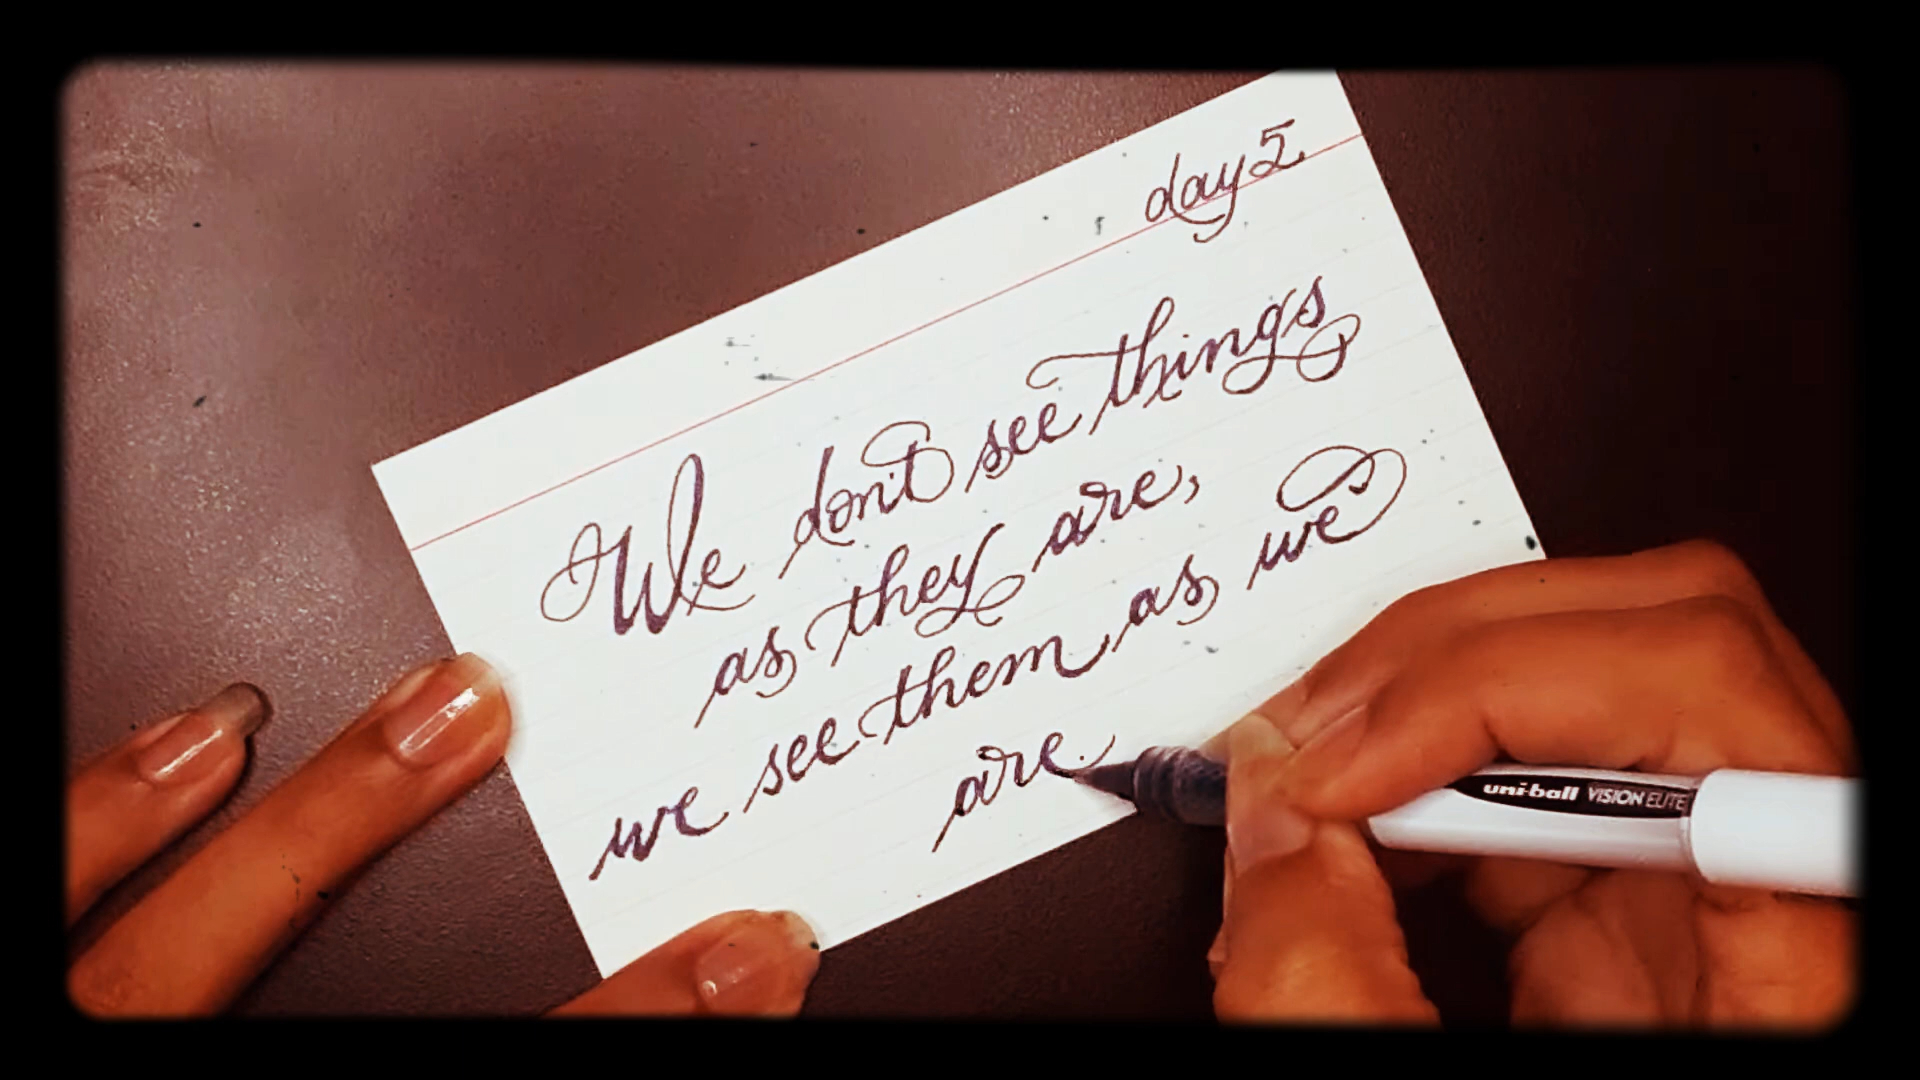 day 5
We don't see things
as they are,
we see them as we
are.
uni-ball VISION ELITE